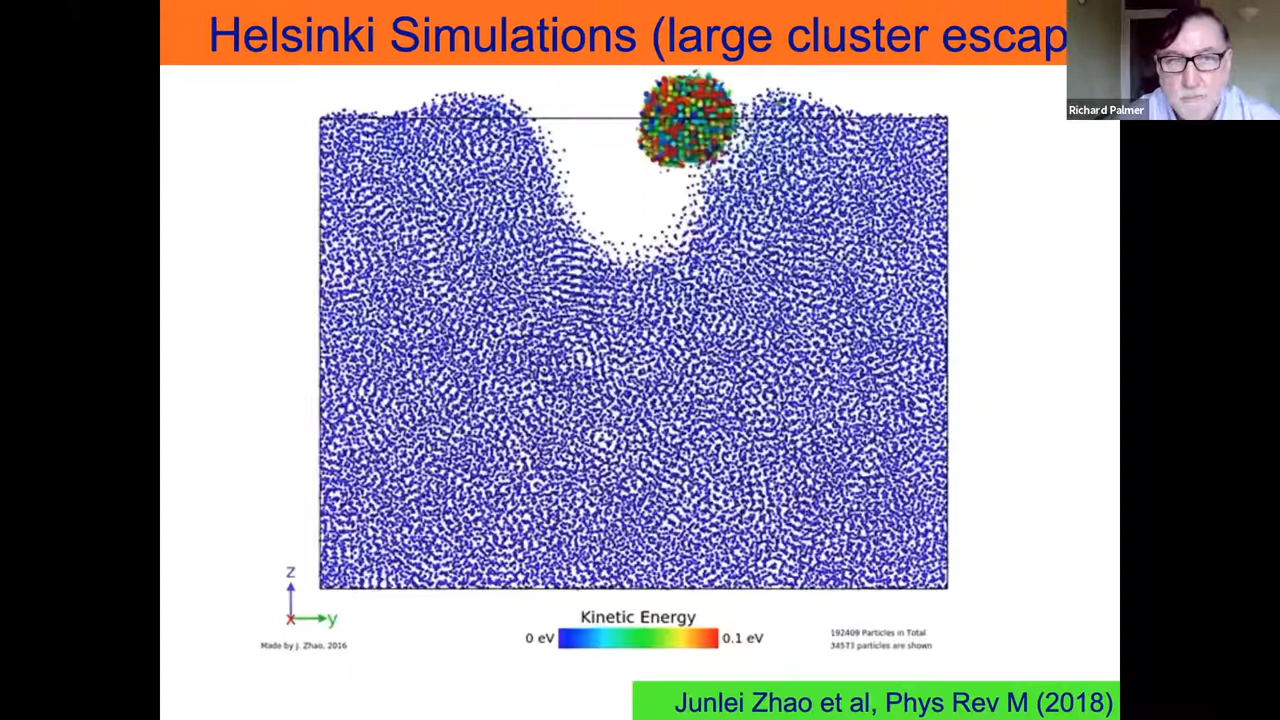 Helsinki Simulations (large cluster escap
Richard Palmer
z
x
y
Kinetic Energy
0 eV
0.1 eV
Made by J. Zhao, 2016
192409 Particles in Total
34573 particles are shown
Junlei Zhao et al, Phys Rev M (2018)